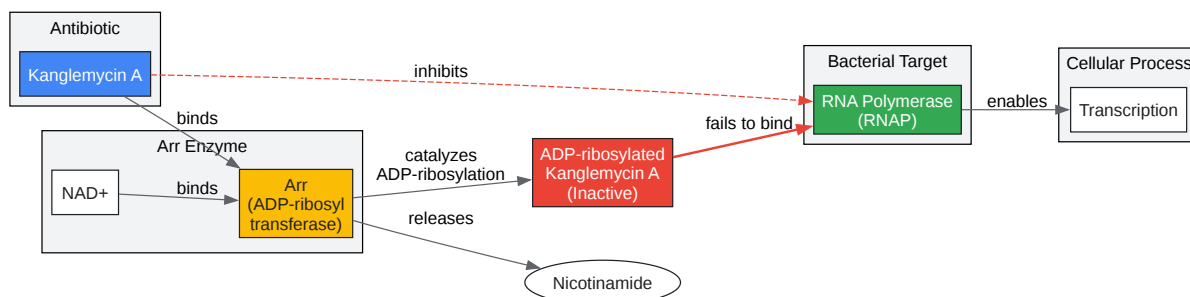 Antibiotic
Kanglemycin A
inhibits
binds
Arr Enzyme
NAD+
binds
Arr
(ADP-ribosyl
transferase)
catalyzes
ADP-ribosylation
releases
Nicotinamide
ADP-ribosylated
Kanglemycin A
(Inactive)
fails to bind
Bacterial Target
RNA Polymerase
(RNAP)
enables
Cellular Process
Transcription